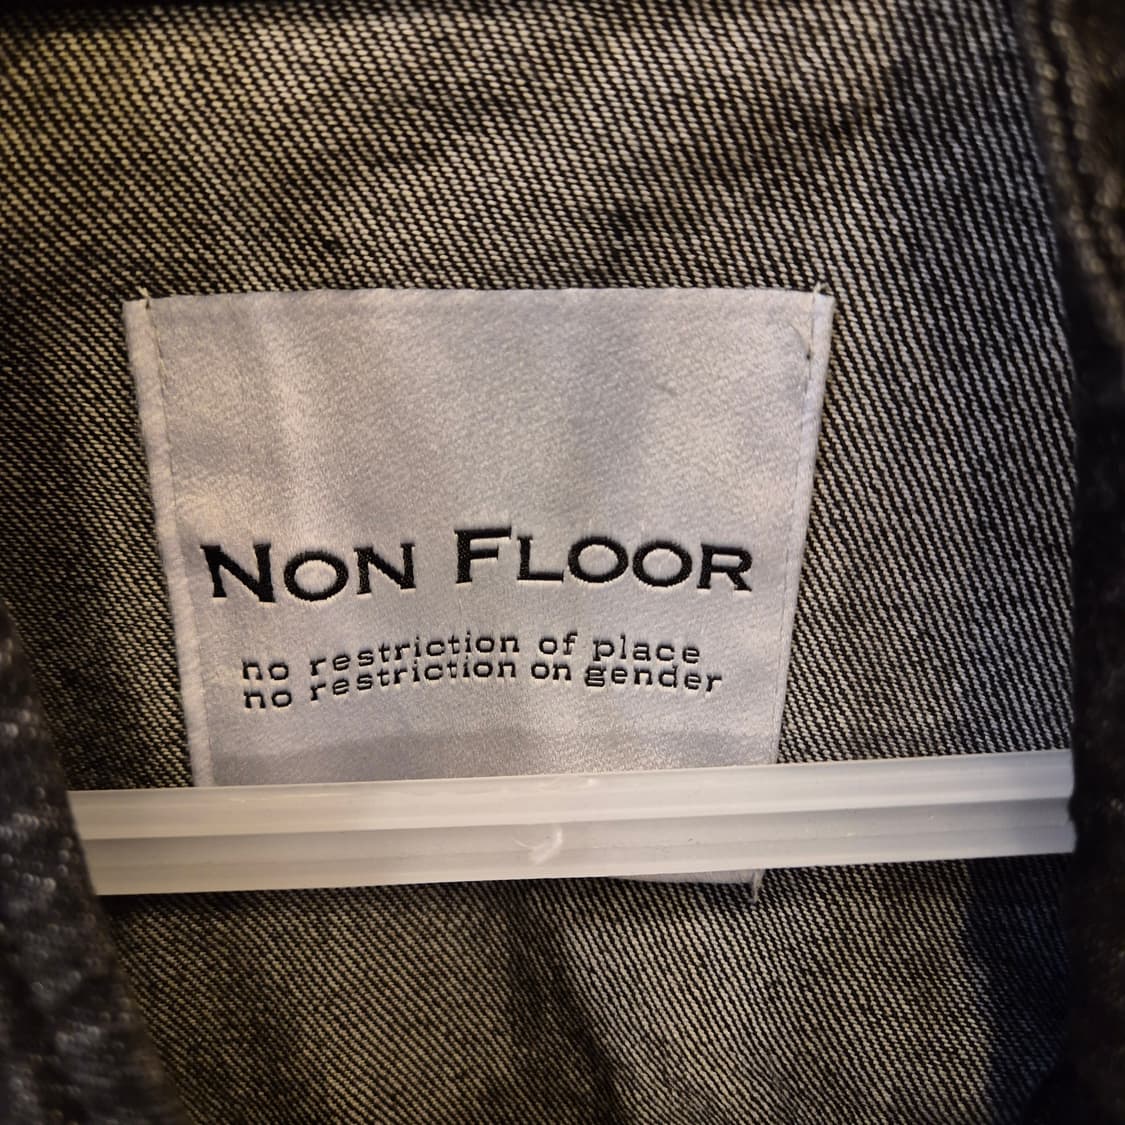 NON FLOOR
no restriction of place
no restriction on gender